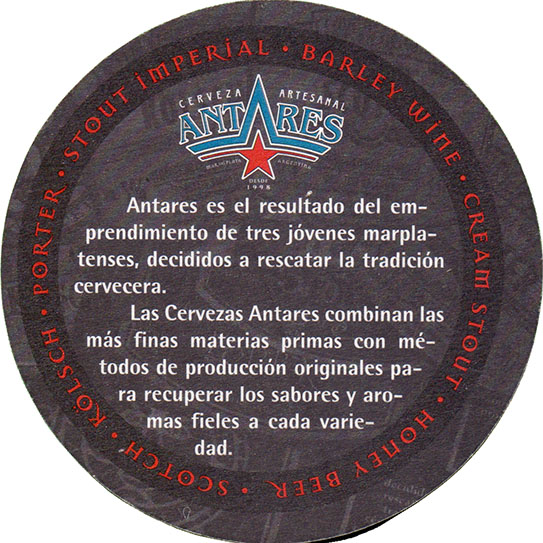 STOUT IMPERIAL • BARLEY WINE • CREAM STOUT • HONEY BEER • SCOTCH • KÖLSCH • PORTER •
CERVEZA ARTESANAL
ANTARES
MAR DEL PLATA ARGENTINA
DESDE
1998
Antares es el resultado del em-
prendimiento de tres jóvenes marpla-
tenses, decididos a rescatar la tradición
cervecera.
Las Cervezas Antares combinan las
más finas materias primas con mé-
todos de producción originales pa-
ra recuperar los sabores y aro-
mas fieles a cada varie-
dad.